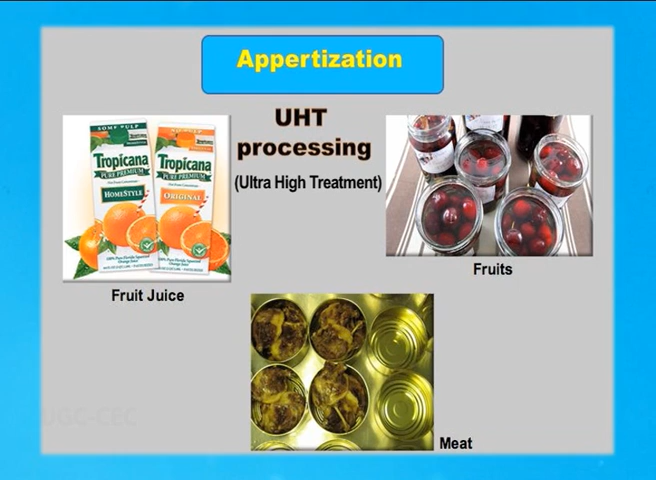 Appertization
UHT
processing
(Ultra High Treatment)
SOME PULP
Tropicana
PURE PREMIUM
HOMESTYLE
Tropicana
PURE PREMIUM
ORIGINAL
Fruit Juice
Fruits
Meat
UGC-CEC